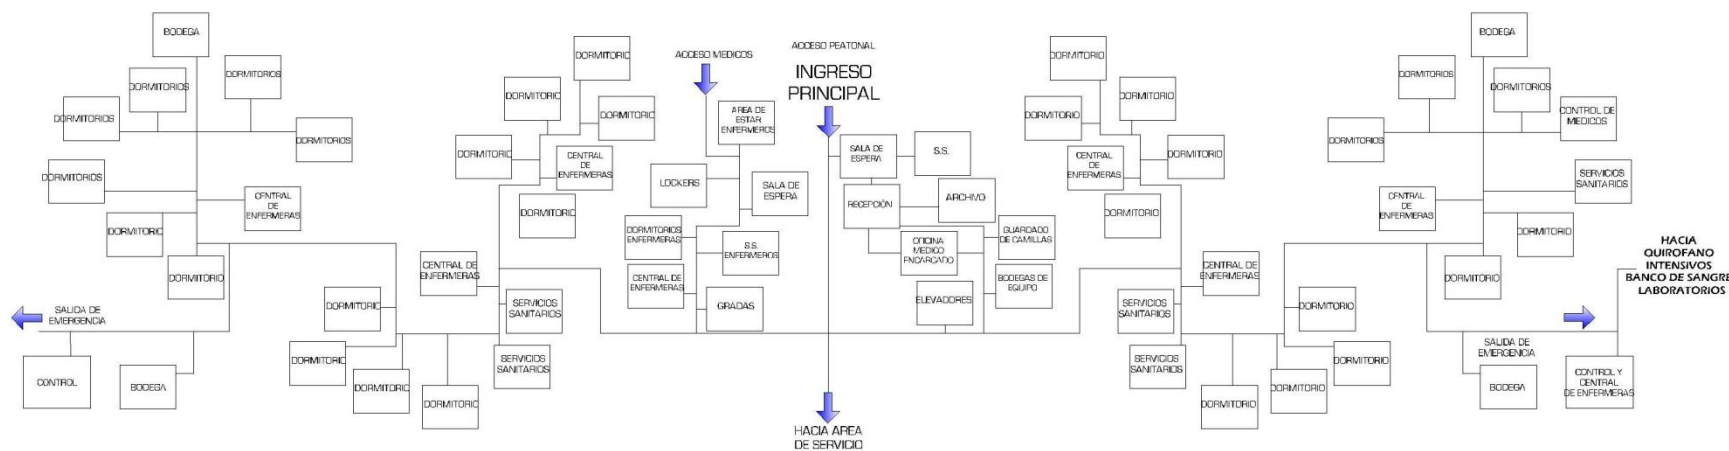 BODEGA
DORMITORIOS
DORMITORIOS
DORMITORIOS
DORMITORIOS
DORMITORIOS
CENTRAL
DE
ENFERMERAS
DORMITORIO
DORMITORIO
SALIDA DE
EMERGENCIA
CONTROL
BODEGA
DORMITORIO
DORMITORIO
DORMITORIO
DORMITORIO
CENTRAL
DE
ENFERMERAS
DORMITORIO
CENTRAL DE
ENFERMERAS
DORMITORIO
SERVICIOS
SANITARIOS
DORMITORIO
DORMITORIO
DORMITORIO
SERVICIOS
SANITARIOS
ACCESO MEDICOS
AREA DE
ESTAR
ENFERMEROS
LOCKERS
SALA DE
ESPERA
DORMITORIOS
ENFERMERAS
S.S.
ENFERMEROS
CENTRAL DE
ENFERMERAS
GRADAS
ACCESO PEATONAL
INGRESO
PRINCIPAL
SALA DE
ESPERA
S.S.
RECEPCIÓN
ARCHIVO
OFICINA
MEDICO
ENCARCADO
GUARDADO
DE CAMILLAS
ELEVADORES
BODEGAS DE
EQUIPO
HACIA AREA
DE SERVICIO
DORMITORIO
DORMITORIO
DORMITORIO
CENTRAL
DE
ENFERMERAS
DORMITORIO
DORMITORIO
CENTRAL DE
ENFERMERAS
SERVICIOS
SANITARIOS
DORMITORIO
SERVICIOS
SANITARIOS
DORMITORIO
DORMITORIO
DORMITORIO
BODEGA
DORMITORIOS
DORMITORIOS
CONTROL DE
MEDICOS
DORMITORIOS
SERVICIOS
SANITARIOS
CENTRAL
DE
ENFERMERAS
DORMITORIO
DORMITORIO
HACIA
QUIROFANO
INTENSIVOS
BANCO DE SANGRE
LABORATORIOS
SALIDA DE
EMERGENCIA
BODEGA
CONTROL Y
CENTRAL
DE ENFERMERAS